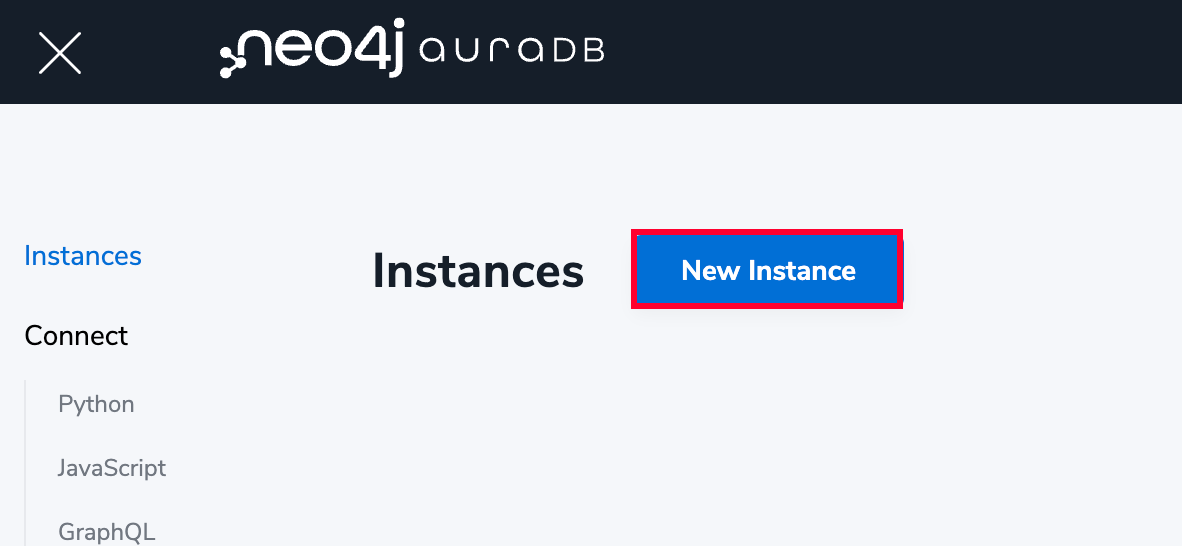 neo4j auraDB
Instances
Instances New Instance
Connect
Python
JavaScript
GraphQL